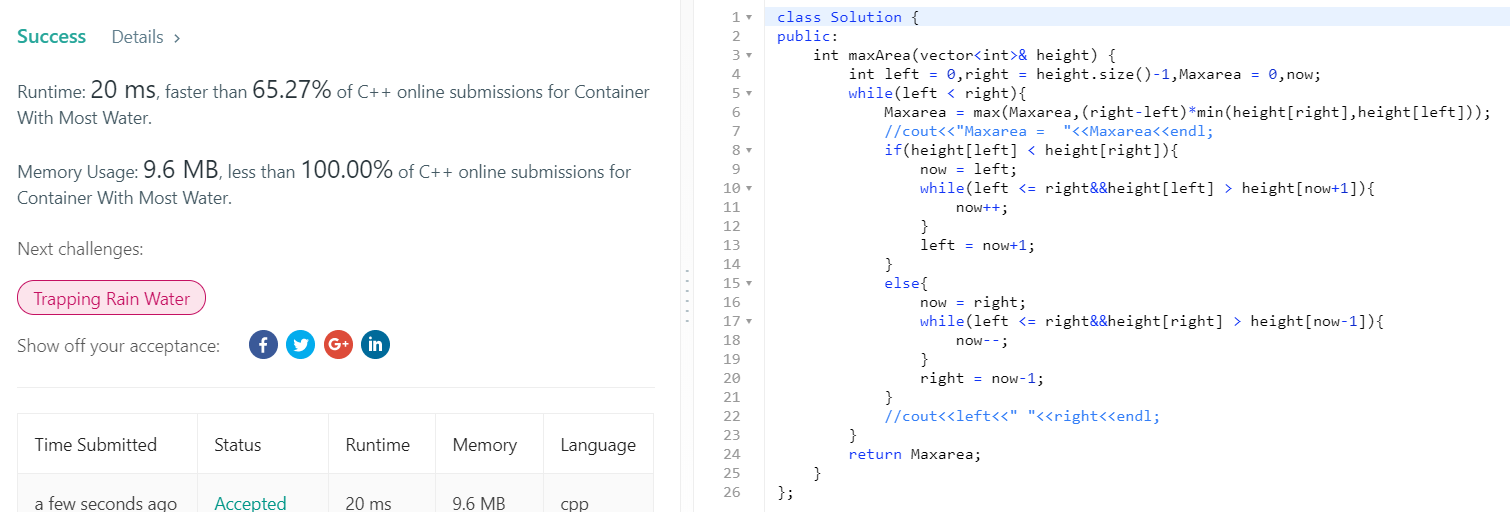 Success Details >
Runtime: 20 ms, faster than 65.27% of C++ online submissions for Container
With Most Water.
Memory Usage: 9.6 MB, less than 100.00% of C++ online submissions for
Container With Most Water.
Next challenges:
Trapping Rain Water
Show off your acceptance: f G+ in
Time Submitted Status Runtime Memory Language
a few seconds ago Accepted 20 ms 9.6 MB cpp
1 class Solution {
2 public:
3     int maxArea(vector<int>& height) {
4         int left = 0,right = height.size()-1,Maxarea = 0,now;
5         while(left < right){
6             Maxarea = max(Maxarea,(right-left)*min(height[right],height[left]));
7             //cout<<"Maxarea =  "<<Maxarea<<endl;
8             if(height[left] < height[right]){
9                 now = left;
10                 while(left <= right&&height[left] > height[now+1]){
11                     now++;
12                 }
13                 left = now+1;
14             }
15             else{
16                 now = right;
17                 while(left <= right&&height[right] > height[now-1]){
18                     now--;
19                 }
20                 right = now-1;
21             }
22             //cout<<left<<" "<<right<<endl;
23         }
24         return Maxarea;
25     }
26 };